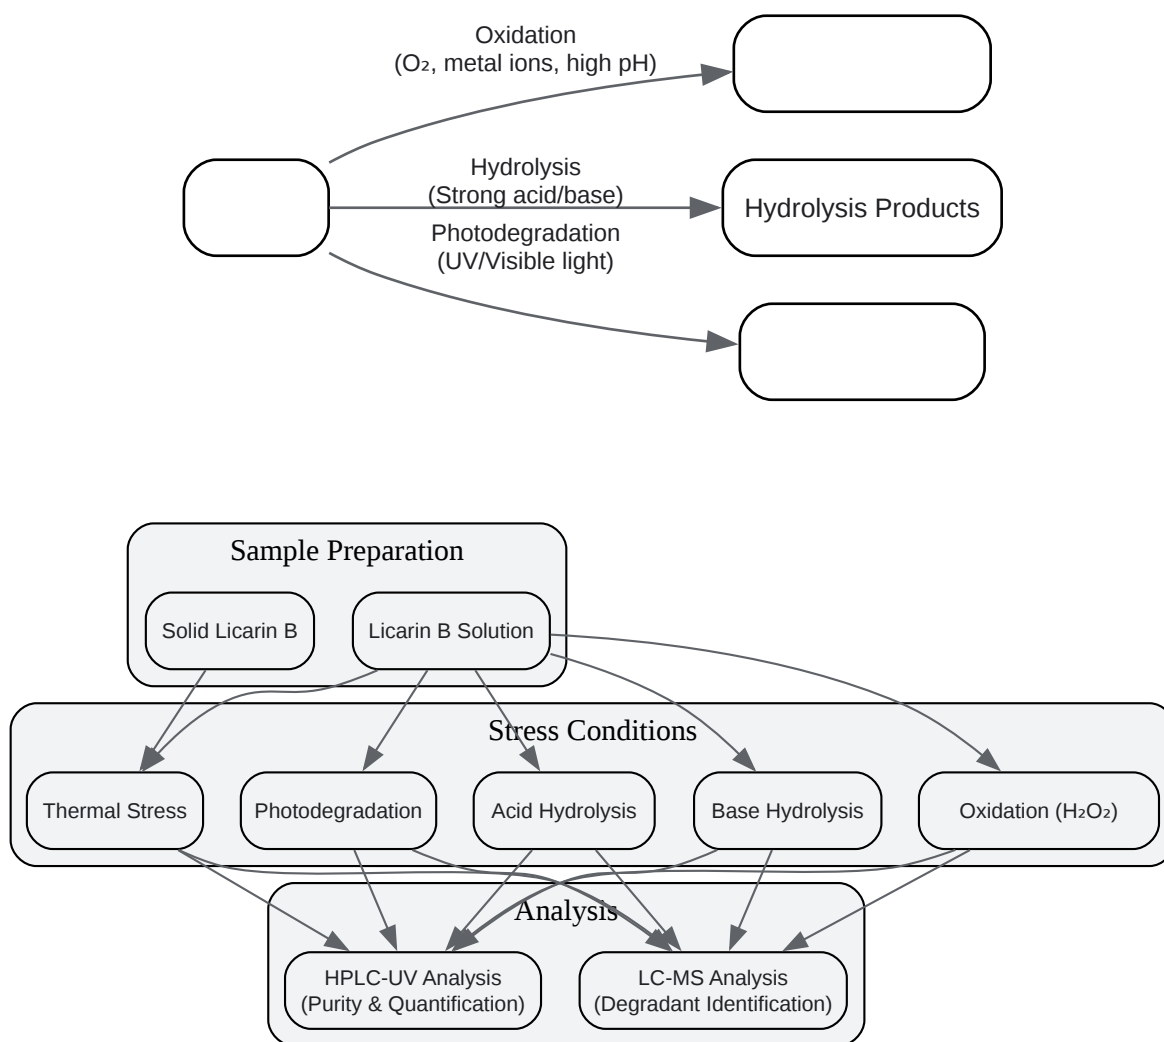 Oxidation
(O₂, metal ions, high pH)
Hydrolysis
(Strong acid/base)
Hydrolysis Products
Photodegradation
(UV/Visible light)
Sample Preparation
Solid Licarin B
Licarin B Solution
Stress Conditions
Thermal Stress
Photodegradation
Acid Hydrolysis
Base Hydrolysis
Oxidation (H₂O₂)
Analysis
HPLC-UV Analysis
(Purity & Quantification)
LC-MS Analysis
(Degradant Identification)